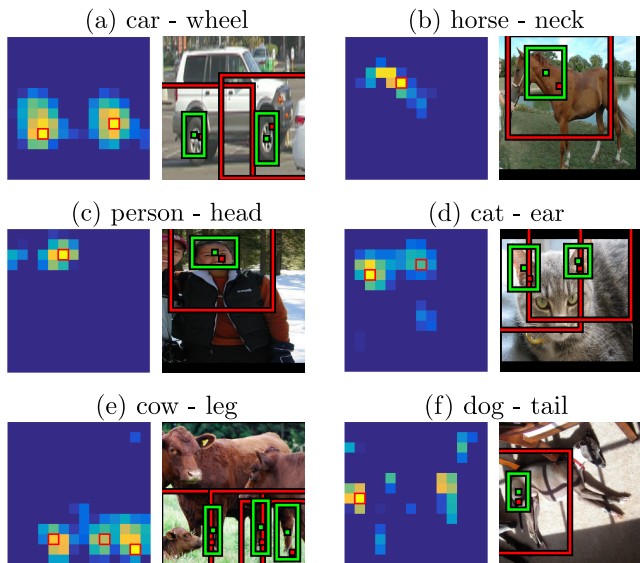 (a) car - wheel
(b) horse - neck
(c) person - head
(d) cat - ear
(e) cow - leg
(f) dog - tail